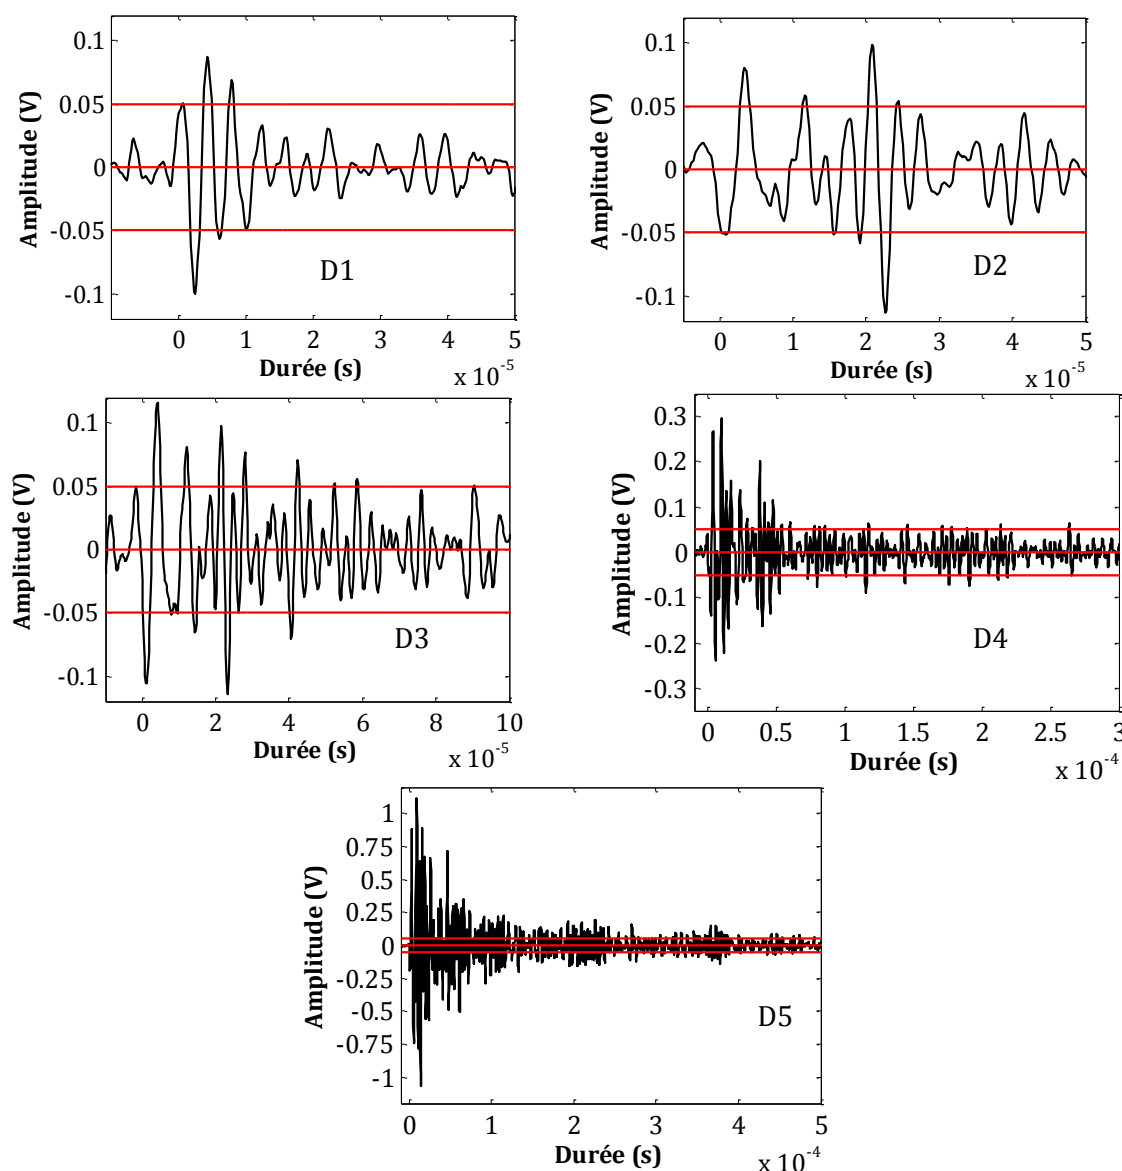 Amplitude (V)
0.1
0.05
0
-0.05
-0.1
D1
0 1 2 3 4 5
Durée (s)
x 10^-5
Amplitude (V)
0.1
0.05
0
-0.05
-0.1
D2
0 1 2 3 4 5
Durée (s)
x 10^-5
Amplitude (V)
0.1
0.05
0
-0.05
-0.1
D3
0 2 4 6 8 10
Durée (s)
x 10^-5
Amplitude (V)
0.3
0.2
0.1
0
-0.1
-0.2
-0.3
D4
0 0.5 1 1.5 2 2.5 3
Durée (s)
x 10^-4
Amplitude (V)
1
0.75
0.5
0.25
0
-0.25
-0.5
-0.75
-1
D5
0 1 2 3 4 5
Durée (s)
x 10^-4